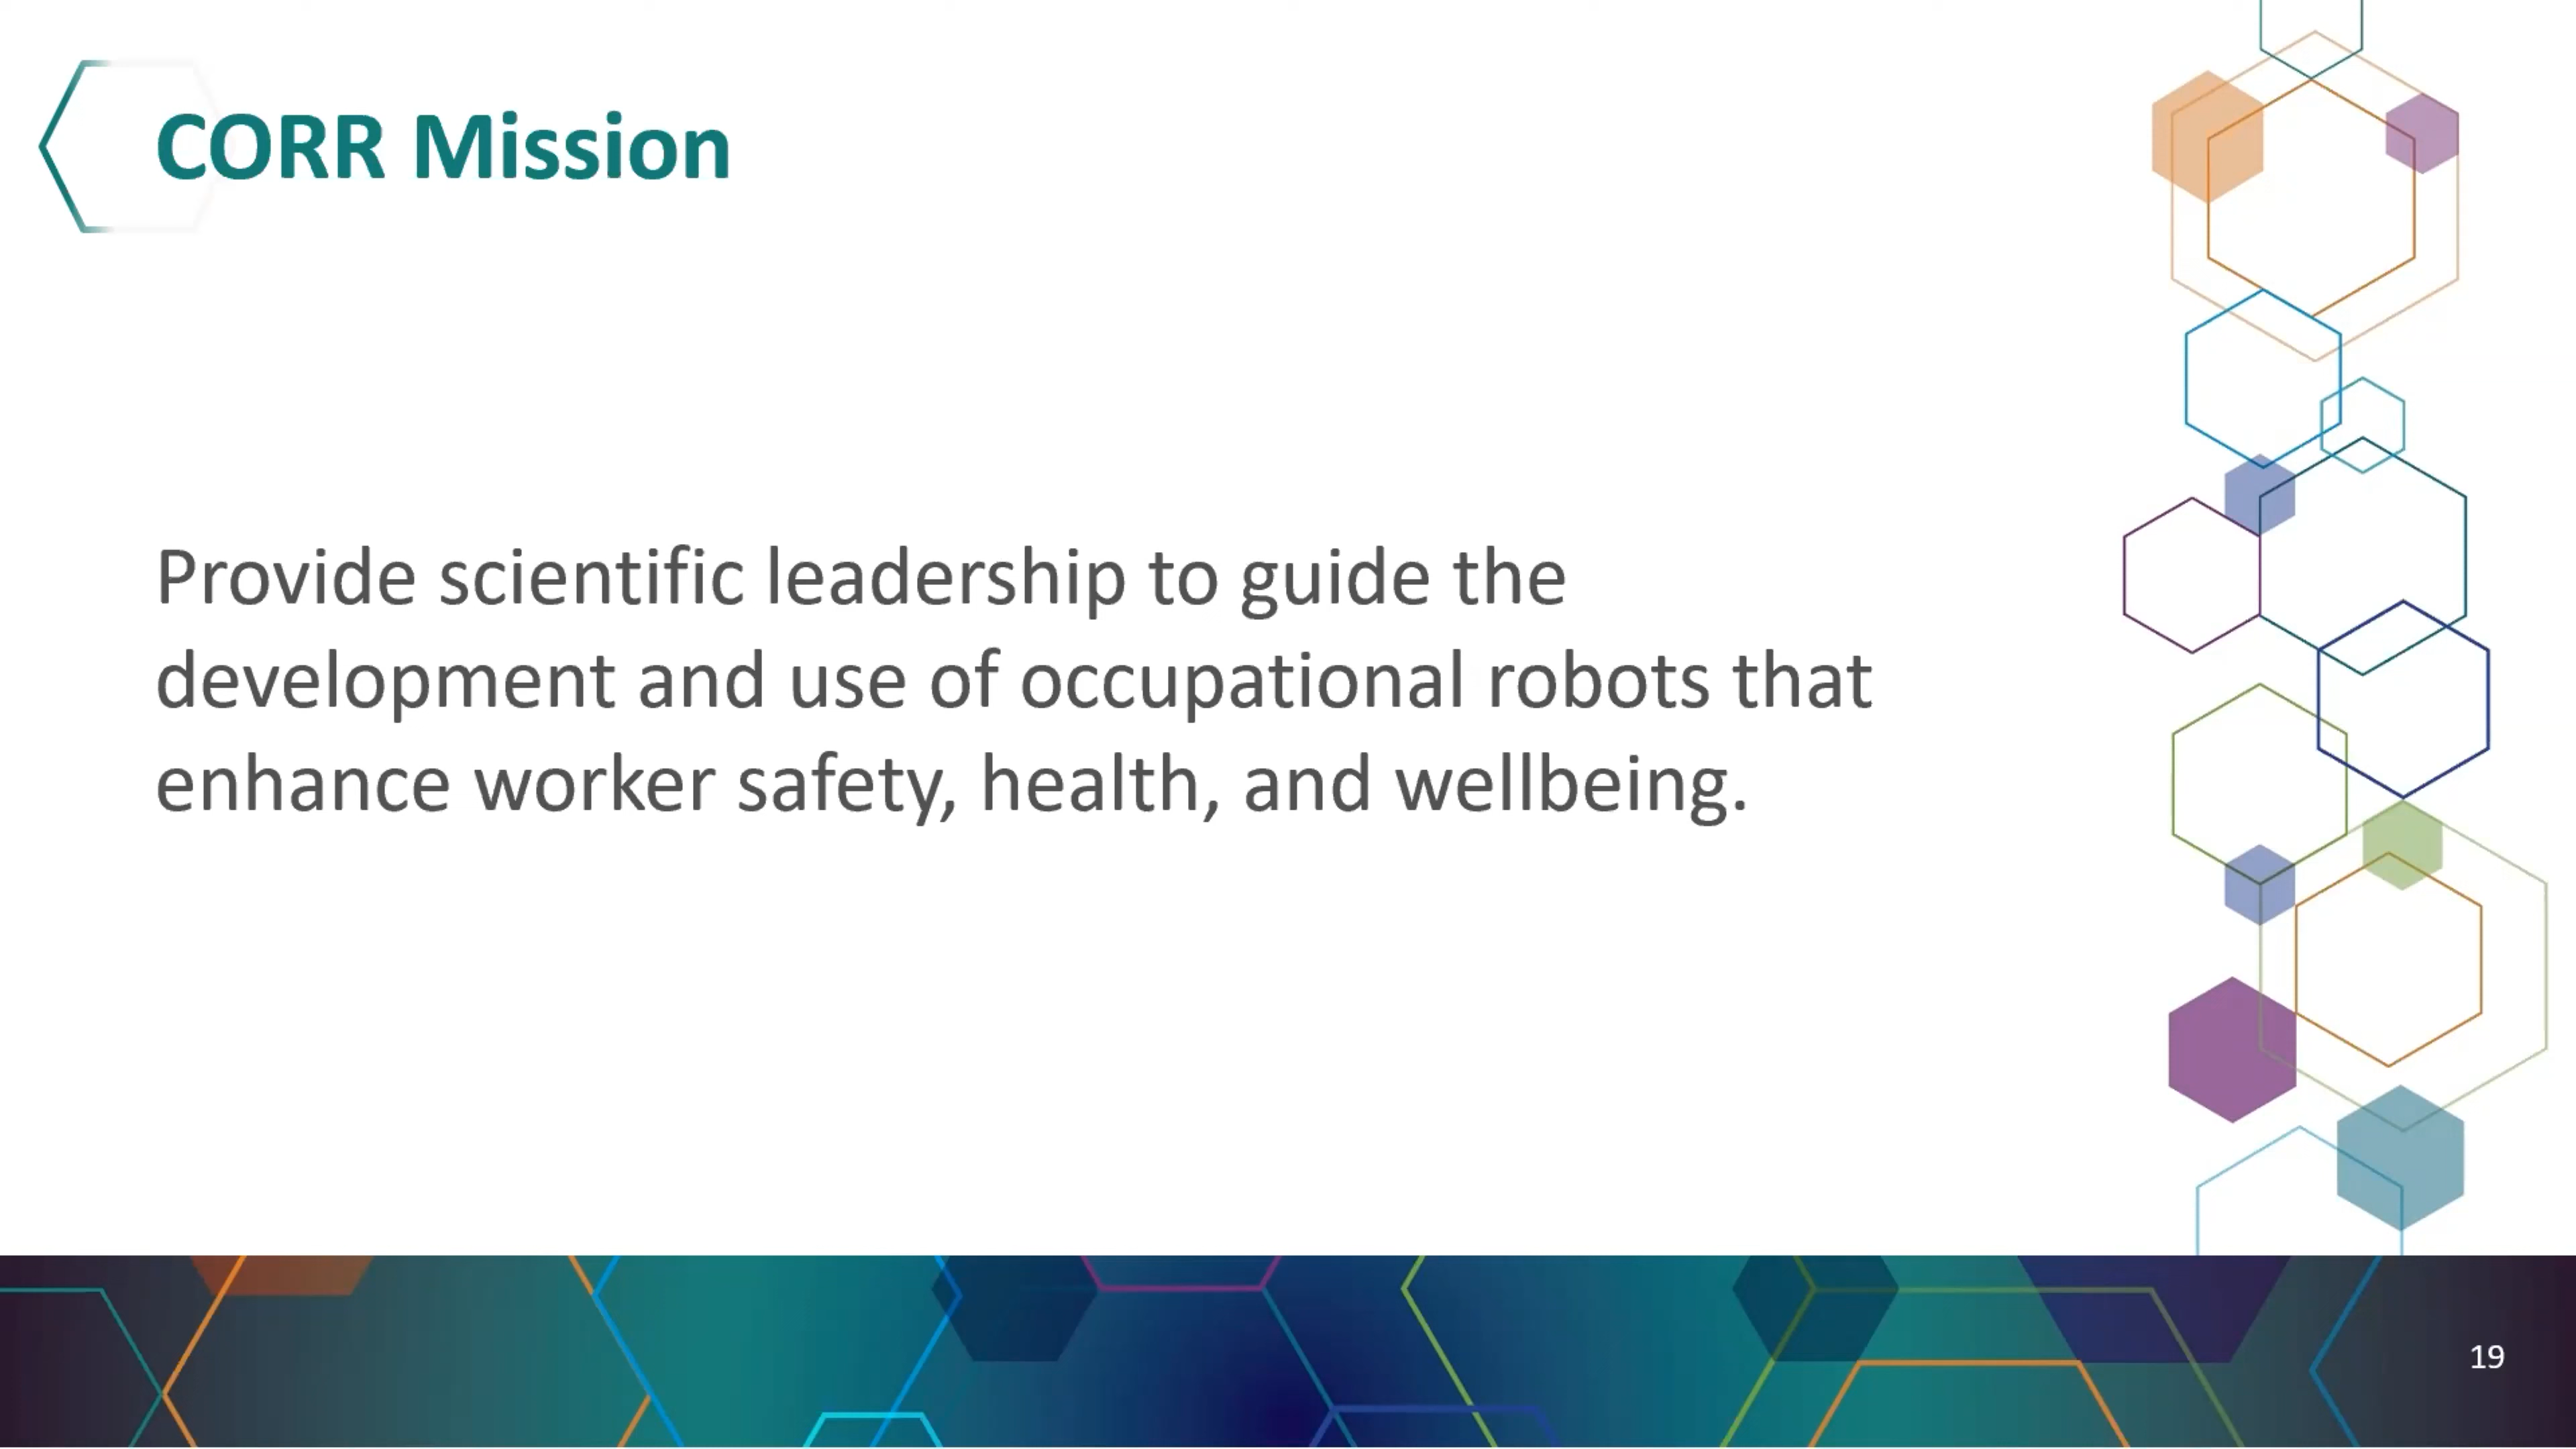 CORR Mission
Provide scientific leadership to guide the
development and use of occupational robots that
enhance worker safety, health, and wellbeing.
19